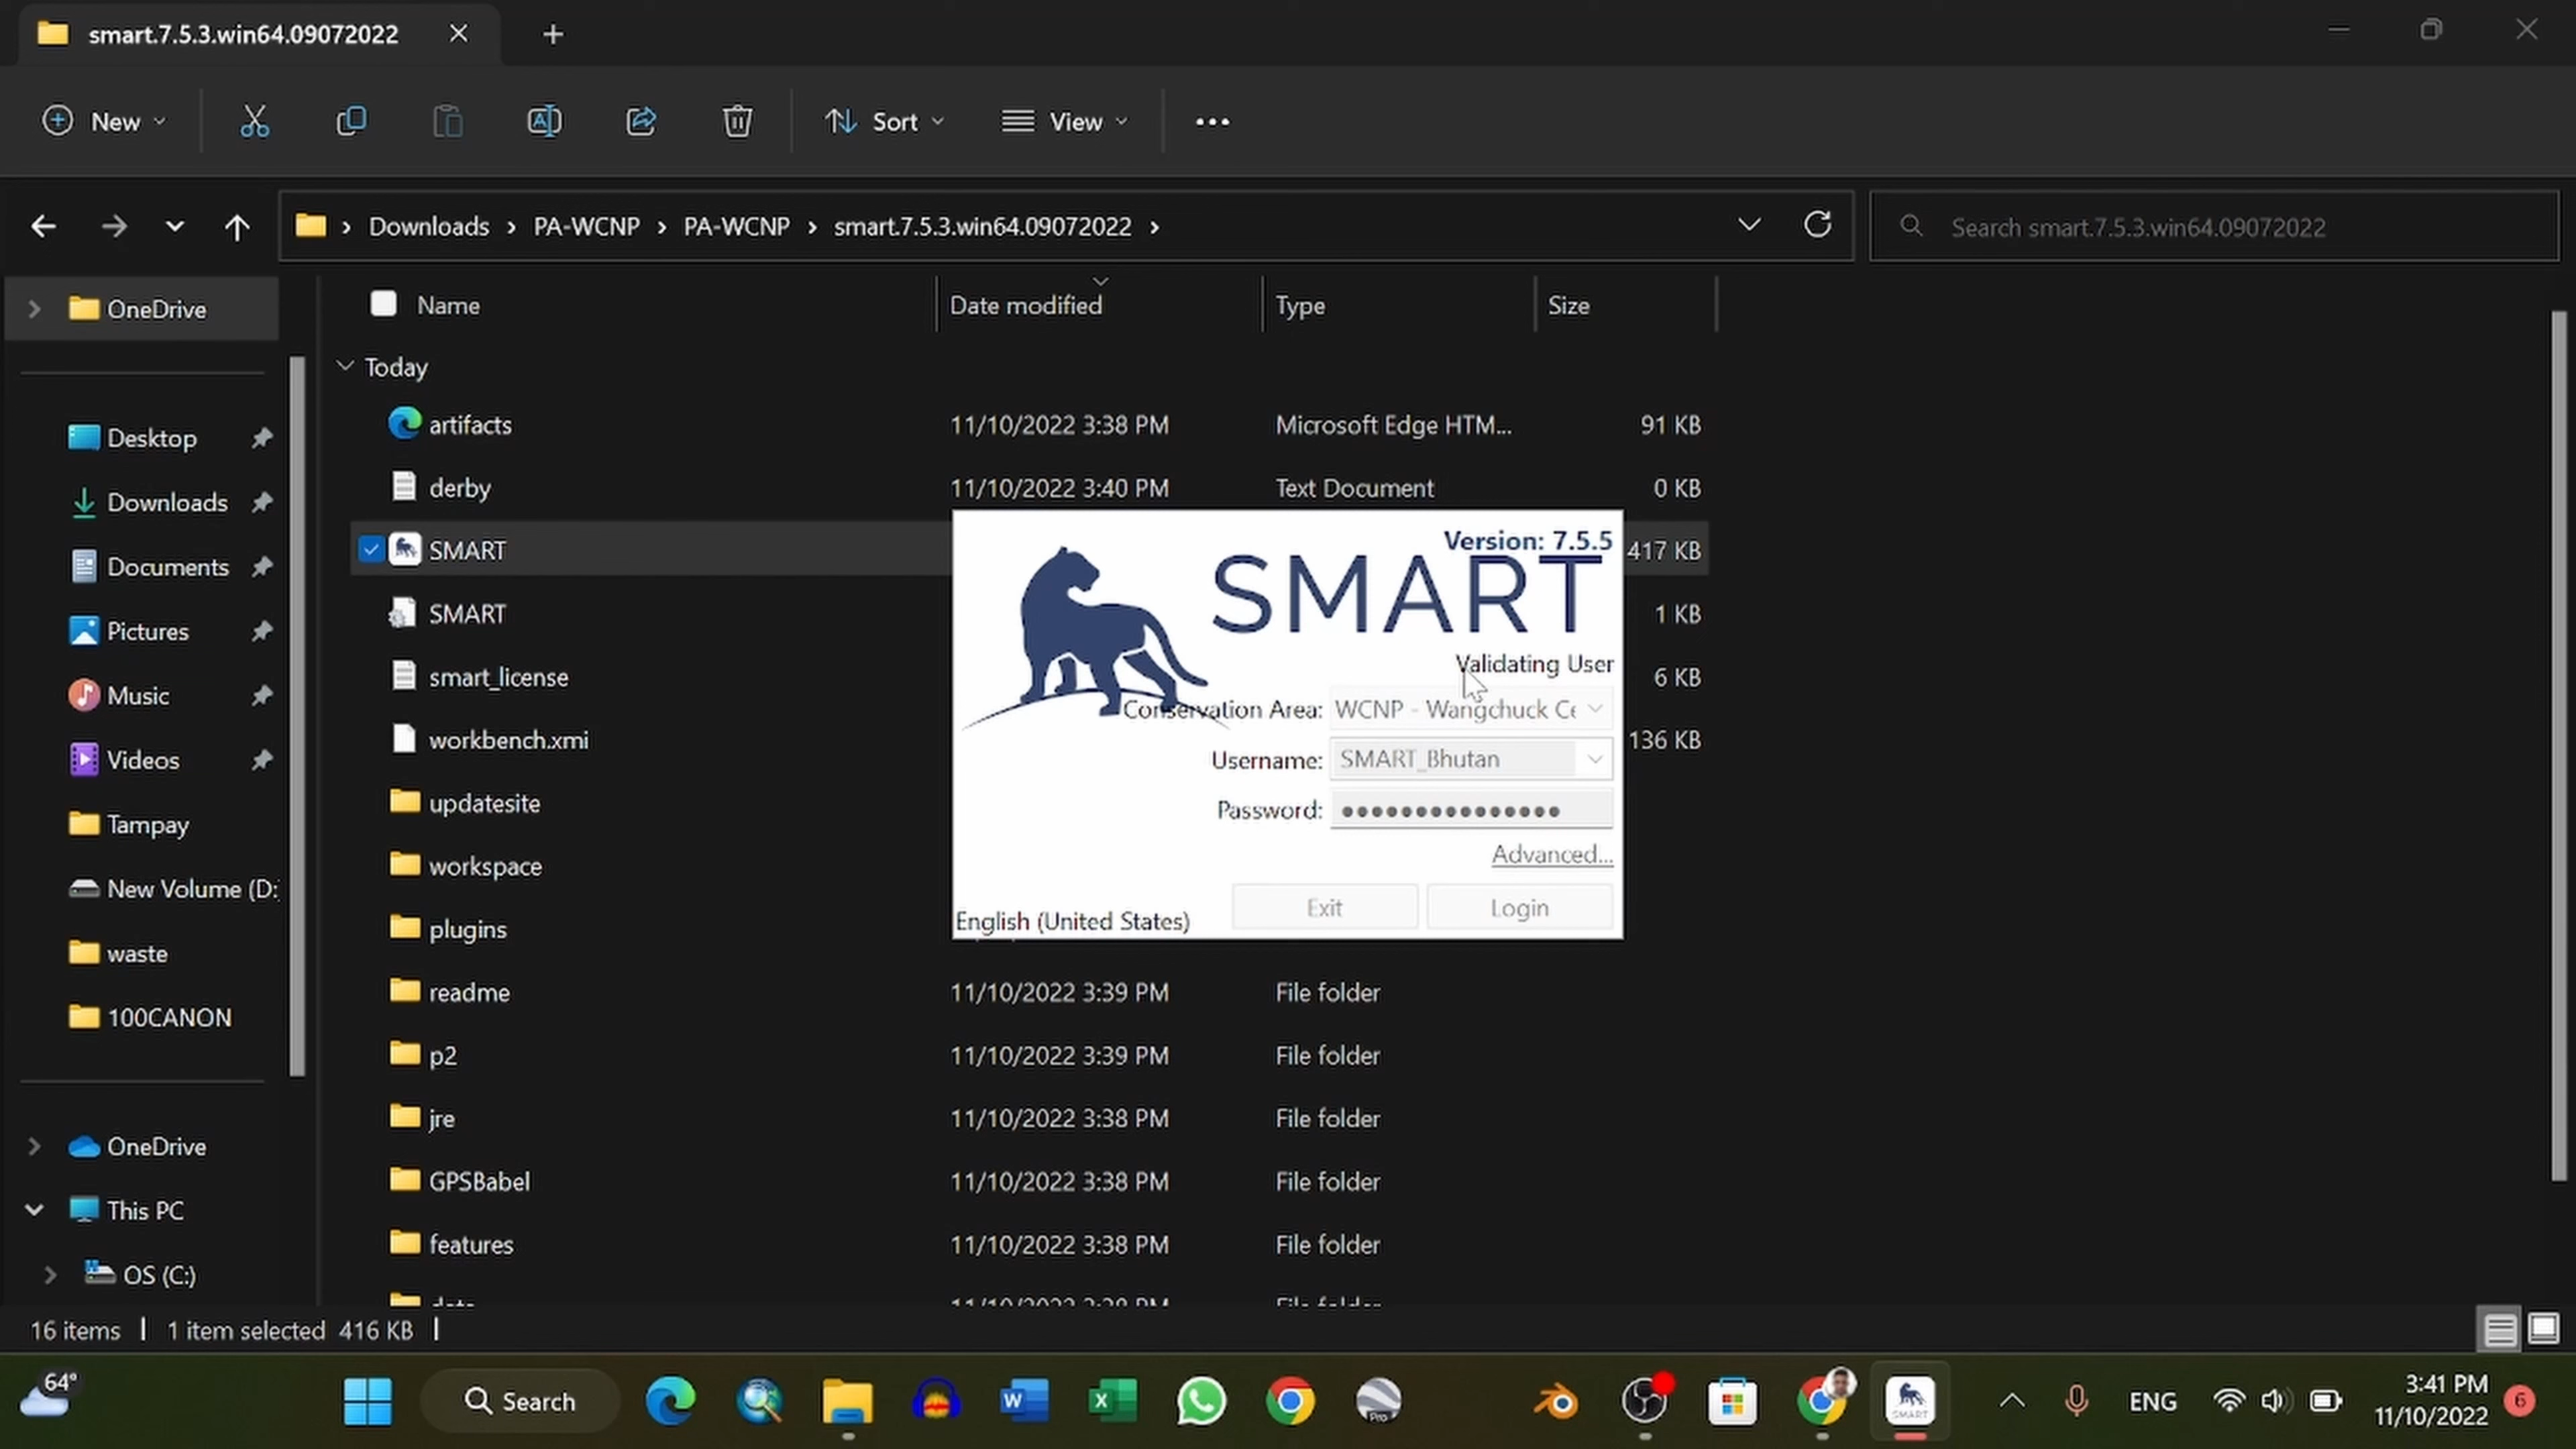 smart.7.5.3.win64.09072022
New
Sort
View
Downloads > PA-WCNP > PA-WCNP > smart.7.5.3.win64.09072022 >
Search smart.7.5.3.win64.09072022
OneDrive
Desktop
Downloads
Documents
Pictures
Music
Videos
Tampay
New Volume (D:
waste
100CANON
OneDrive
This PC
OS (C:)
Name Date modified Type Size
Today
artifacts 11/10/2022 3:38 PM Microsoft Edge HTM... 91 KB
derby 11/10/2022 3:40 PM Text Document 0 KB
SMART 417 KB
SMART 1 KB
smart_license 6 KB
workbench.xmi 136 KB
updatesite
workspace
plugins
readme 11/10/2022 3:39 PM File folder
p2 11/10/2022 3:39 PM File folder
jre 11/10/2022 3:38 PM File folder
GPSBabel 11/10/2022 3:38 PM File folder
features 11/10/2022 3:38 PM File folder
Version: 7.5.5
SMART
Validating User
Conservation Area: WCNP - Wangchuck Ce
Username: SMART_Bhutan
Password:
Advanced...
English (United States)
Exit
Login
16 items 1 item selected 416 KB
64°
Search
Pro
SMART
ENG
3:41 PM
11/10/2022
6